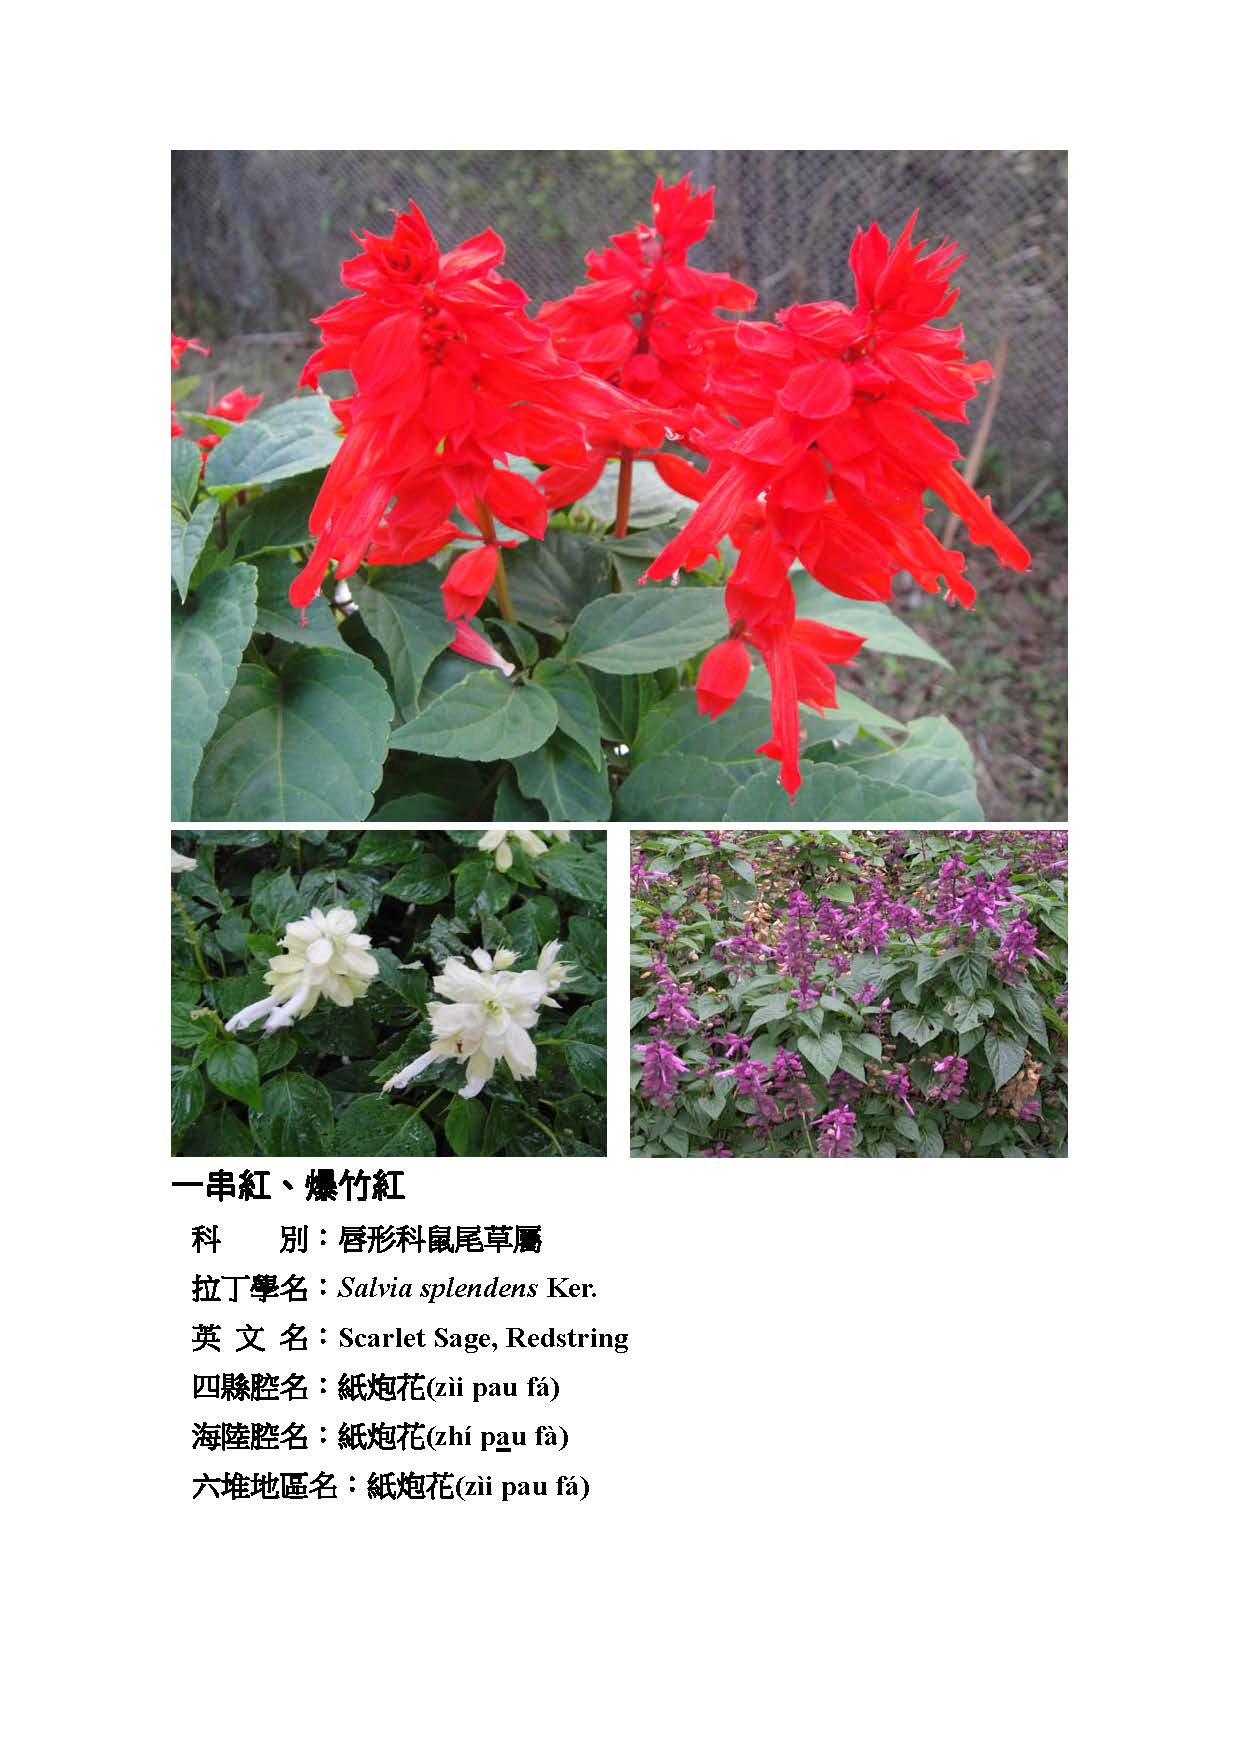 一串紅、爆竹紅
科　　別：唇形科鼠尾草屬
拉丁學名：Salvia splendens Ker.
英 文 名：Scarlet Sage, Redstring
四縣腔名：紙炮花(zìi pau fá)
海陸腔名：紙炮花(zhí pau fà)
六堆地區名：紙炮花(zìi pau fá)